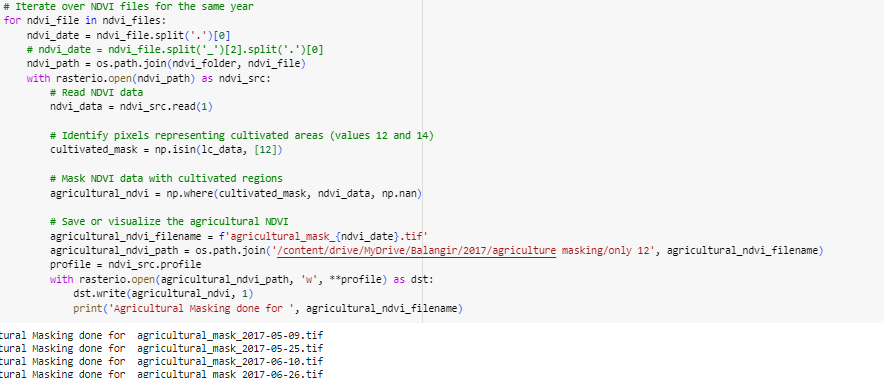 # Iterate over NDVI files for the same year
for ndvi_file in ndvi_files:
    ndvi_date = ndvi_file.split('.')[0]
    # ndvi_date = ndvi_file.split('_')[2].split('.')[0]
    ndvi_path = os.path.join(ndvi_folder, ndvi_file)
    with rasterio.open(ndvi_path) as ndvi_src:
        # Read NDVI data
        ndvi_data = ndvi_src.read(1)

        # Identify pixels representing cultivated areas (values 12 and 14)
        cultivated_mask = np.isin(lc_data, [12])

        # Mask NDVI data with cultivated regions
        agricultural_ndvi = np.where(cultivated_mask, ndvi_data, np.nan)

        # Save or visualize the agricultural NDVI
        agricultural_ndvi_filename = f'agricultural_mask_{ndvi_date}.tif'
        agricultural_ndvi_path = os.path.join('/content/drive/MyDrive/Balangir/2017/agriculture masking/only 12', agricultural_ndvi_filename)
        profile = ndvi_src.profile
        with rasterio.open(agricultural_ndvi_path, 'w', **profile) as dst:
            dst.write(agricultural_ndvi, 1)
            print('Agricultural Masking done for ', agricultural_ndvi_filename)
tural Masking done for  agricultural_mask_2017-05-09.tif
tural Masking done for  agricultural_mask_2017-05-25.tif
tural Masking done for  agricultural_mask_2017-06-10.tif
tural Masking done for  agricultural_mask_2017-06-26.tif